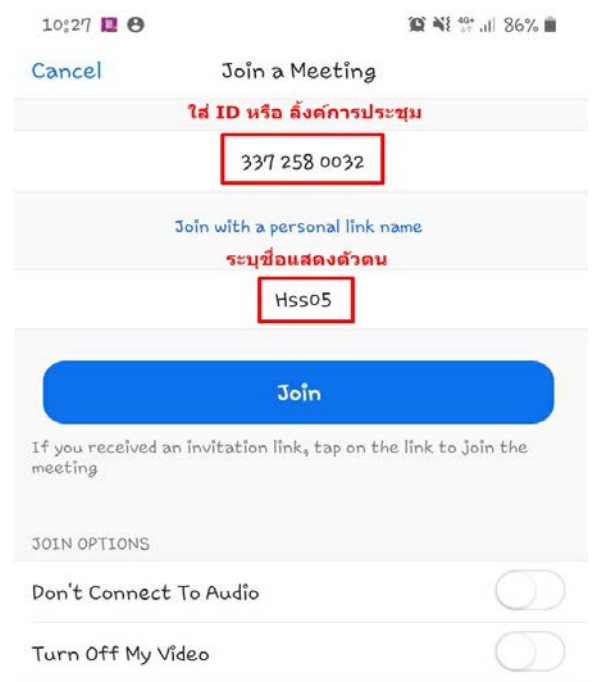 10:27 4G+ 86%
Cancel Join a Meeting
ใส่ ID หรือ ลิ้งค์การประชุม
337 258 0032
Join with a personal link name
ระบุชื่อแสดงตัวตน
Hss05
Join
If you received an invitation link, tap on the link to join the
meeting
JOIN OPTIONS
Don't Connect To Audio
Turn Off My Video